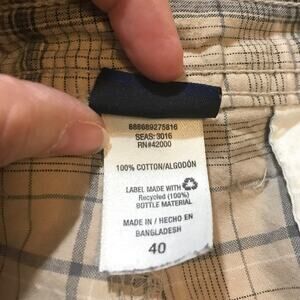 888689275816
SEAS: 3016
RN#42000
100% COTTON/ALGODÓN
LABEL MADE WITH
Recycled (100%)
BOTTLE MATERIAL
MADE IN / HECHO EN
BANGLADESH
40